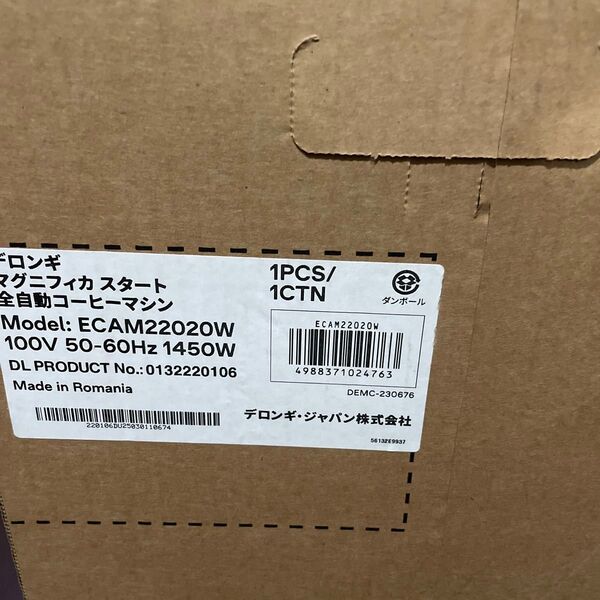 デロンギ
マグニフィカ スタート
全自動コーヒーマシン
Model: ECAM22020W
100V 50-60Hz 1450W
DL PRODUCT No.: 0132220106
Made in Romania
220106DU25030110674
1PCS/
1CTN
ダンボール
ECAM22020W
4988371024763
DEMC-230676
デロンギ・ジャパン株式会社
5613269937